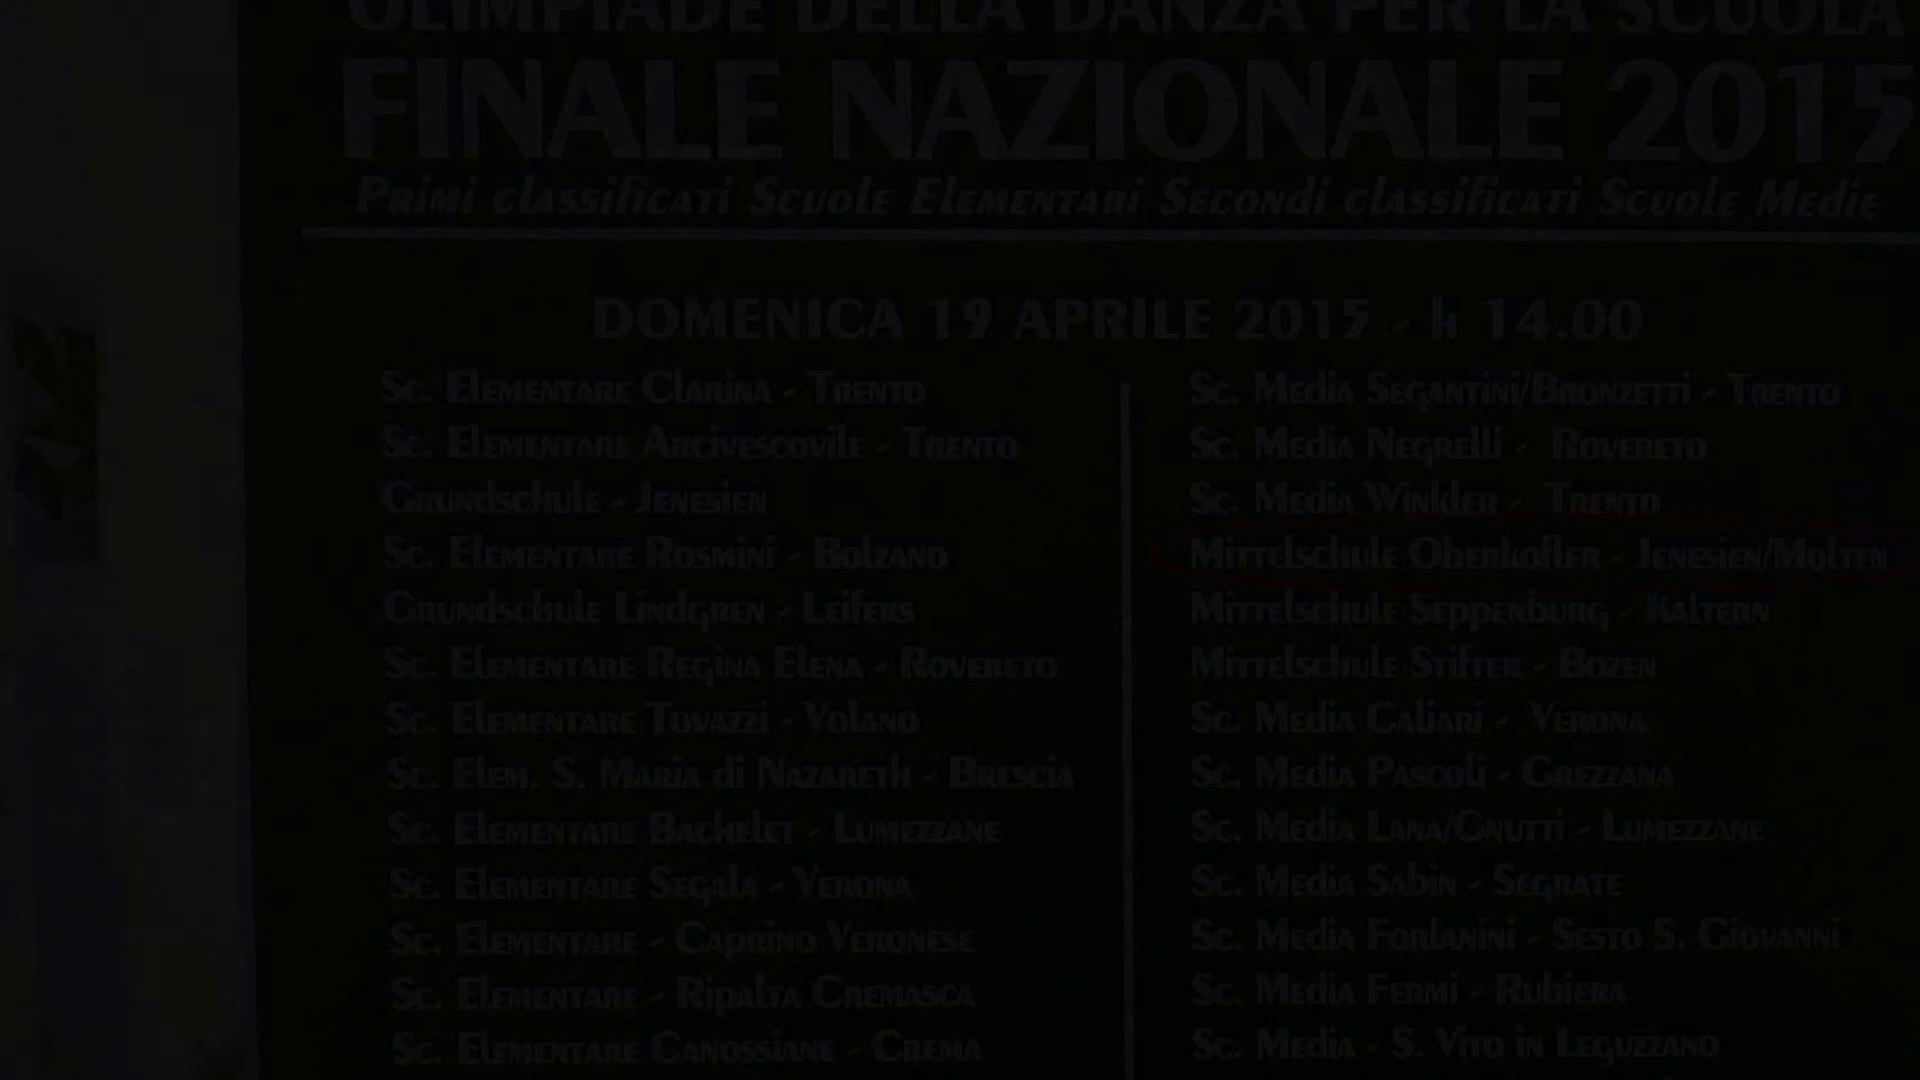 OLIMPIADE DELLA DANZA PER LA SCUOLA
FINALE NAZIONALE 2015
Primi classificati Scuole Elementari Secondi classificati Scuole Medie
DOMENICA 19 APRILE 2015 - h 14.00
Sc. Elementare Clarina - Trento
Sc. Elementare Arcivescovile - Trento
Grundschule - Jenesien
Sc. Elementare Rosmini - Bolzano
Grundschule Lindgren - Leifers
Sc. Elementare Regina Elena - Rovereto
Sc. Elementare Tovazzi - Volano
Sc. Elem. S. Maria di Nazareth - Brescia
Sc. Elementare Bachelet - Lumezzane
Sc. Elementare Segala - Verona
Sc. Elementare - Caprino Veronese
Sc. Elementare - Ripalta Cremasca
Sc. Elementare Canossiane - Crema
Sc. Media Segantini/Bronzetti - Trento
Sc. Media Negrelli - Rovereto
Sc. Media Winkler - Trento
Mittelschule Oberkofler - Jenesien/Molten
Mittelschule Seppenburg - Kaltern
Mittelschule Stifter - Bozen
Sc. Media Caliari - Verona
Sc. Media Pascoli - Grezzana
Sc. Media Lana/Gnutti - Lumezzane
Sc. Media Sabin - Segrate
Sc. Media Forlanini - Sesto S. Giovanni
Sc. Media Fermi - Rubiera
Sc. Media - S. Vito in Leguzzano